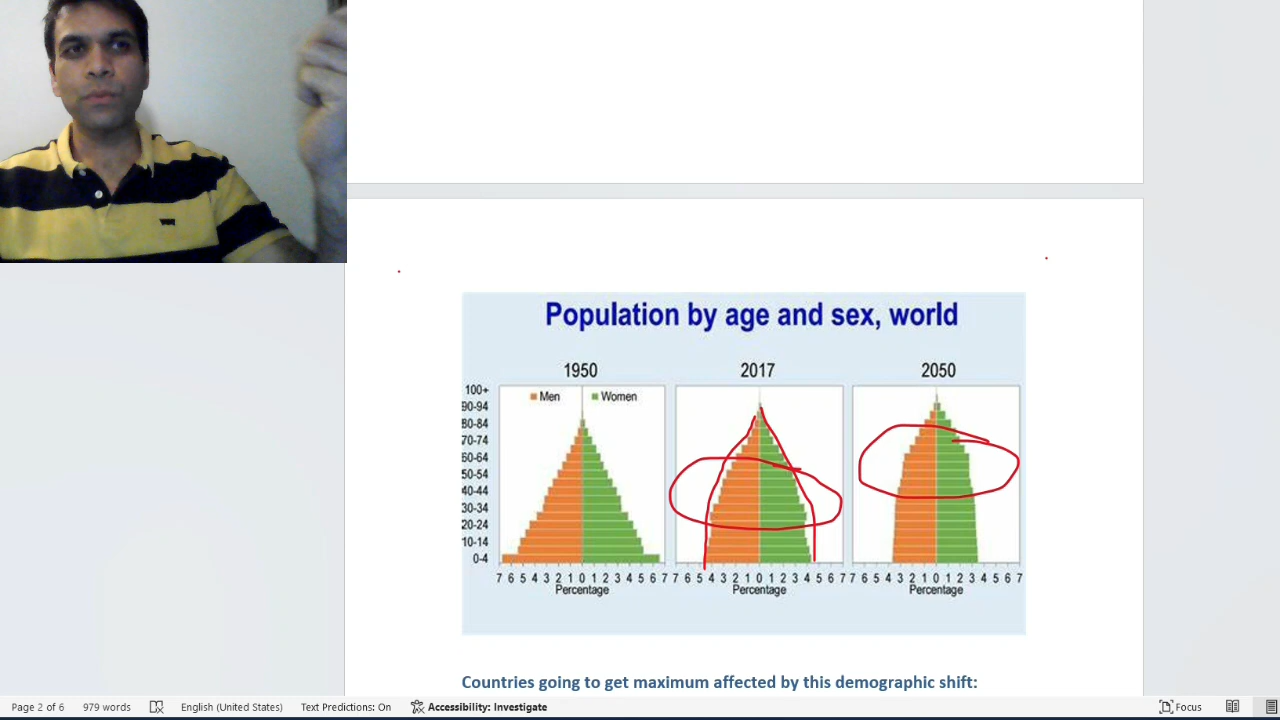 Population by age and sex, world
1950
2017
2050
Men
Women
100+
90-94
80-84
70-74
60-64
50-54
40-44
30-34
20-24
10-14
0-4
7 6 5 4 3 2 1 0 1 2 3 4 5 6 7
7 6 5 4 3 2 1 0 1 2 3 4 5 6 7
7 6 5 4 3 2 1 0 1 2 3 4 5 6 7
Percentage
Percentage
Percentage
Countries going to get maximum affected by this demographic shift:
Page 2 of 6 979 words English (United States) Text Predictions: On Accessibility: Investigate Focus